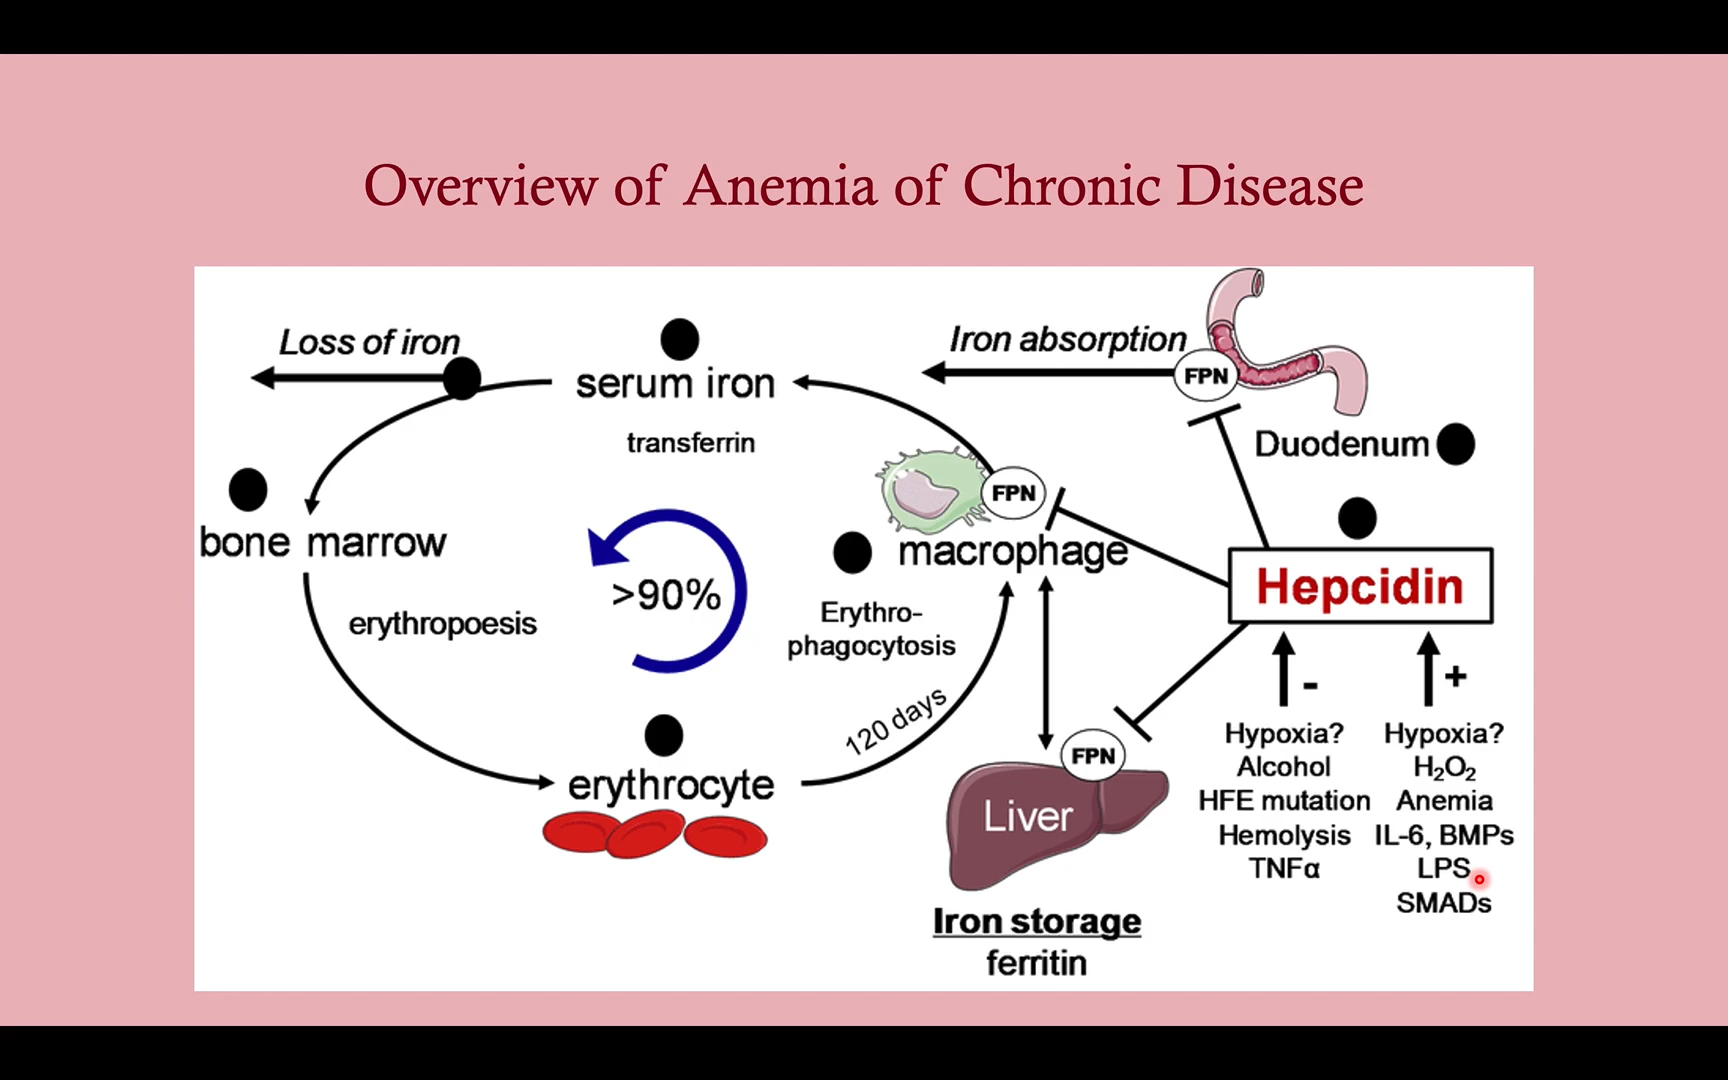 Overview of Anemia of Chronic Disease
Loss of iron
serum iron
transferrin
Iron absorption
FPN
Duodenum
bone marrow
erythropoesis
>90%
FPN
macrophage
Erythro-
phagocytosis
120 days
erythrocyte
Hepcidin
-
+
Hypoxia?
Alcohol
HFE mutation
Hemolysis
TNFα
Hypoxia?
H₂O₂
Anemia
IL-6, BMPs
LPS
SMADs
FPN
Liver
Iron storage
ferritin